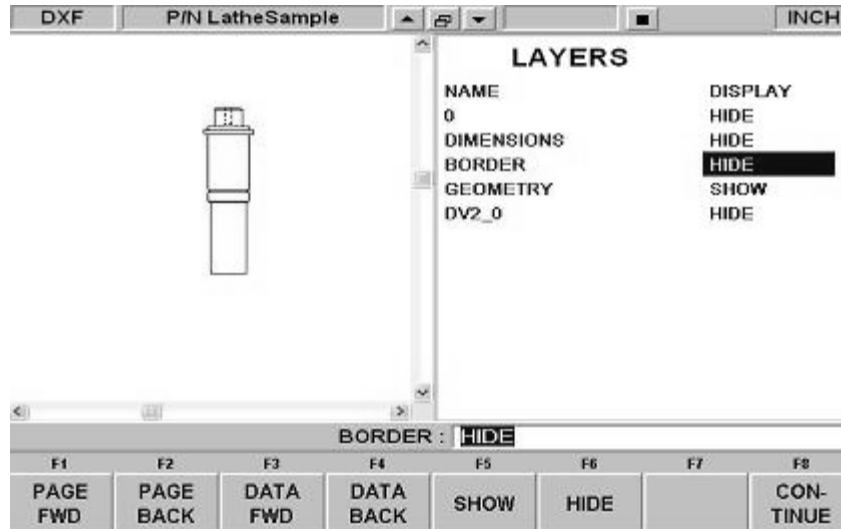 DXF P/N LatheSample INCH
LAYERS
NAME DISPLAY
0 HIDE
DIMENSIONS HIDE
BORDER HIDE
GEOMETRY SHOW
DV2_0 HIDE
BORDER : HIDE
F1 F2 F3 F4 F5 F6 F7 F8
PAGE PAGE DATA DATA SHOW HIDE CON-
FWD BACK FWD BACK TINUE